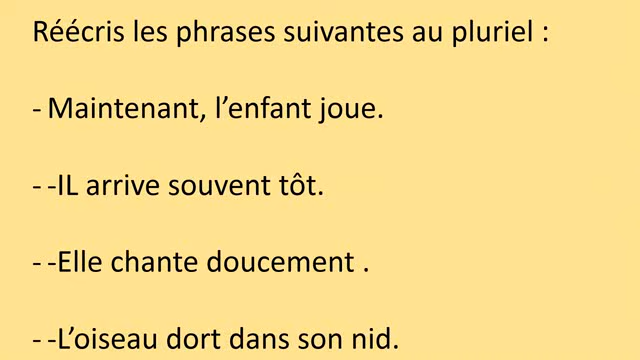 Réécris les phrases suivantes au pluriel :
- Maintenant, l’enfant joue.
- -IL arrive souvent tôt.
- -Elle chante doucement .
- -L’oiseau dort dans son nid.